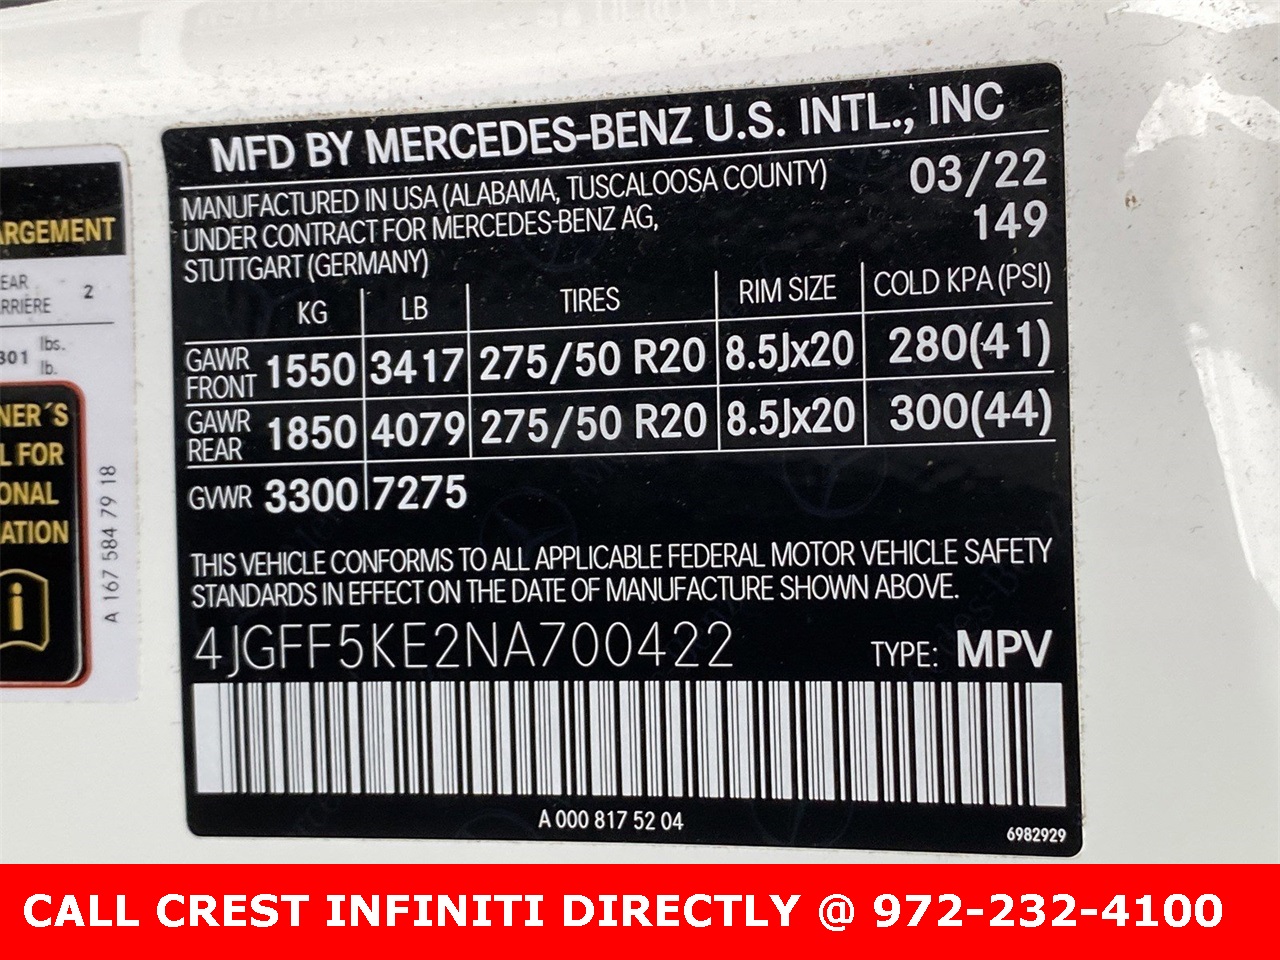 MFD BY MERCEDES-BENZ U.S. INTL., INC
MANUFACTURED IN USA (ALABAMA, TUSCALOOSA COUNTY) 03/22
UNDER CONTRACT FOR MERCEDES-BENZ AG, 149
STUTTGART (GERMANY)
KG LB TIRES RIM SIZE COLD KPA (PSI)
GAWR FRONT 1550 3417 275/50 R20 8.5Jx20 280(41)
GAWR REAR 1850 4079 275/50 R20 8.5Jx20 300(44)
GVWR 3300 7275
THIS VEHICLE CONFORMS TO ALL APPLICABLE FEDERAL MOTOR VEHICLE SAFETY
STANDARDS IN EFFECT ON THE DATE OF MANUFACTURE SHOWN ABOVE.
4JGFF5KE2NA700422 TYPE: MPV
A 000 817 52 04
6982929
ARGEMENT
EAR
RRIÈRE 2
301 lbs.
lb.
NER´S
L FOR
ONAL
ATION
i
A 167 584 79 18
CALL CREST INFINITI DIRECTLY @ 972-232-4100